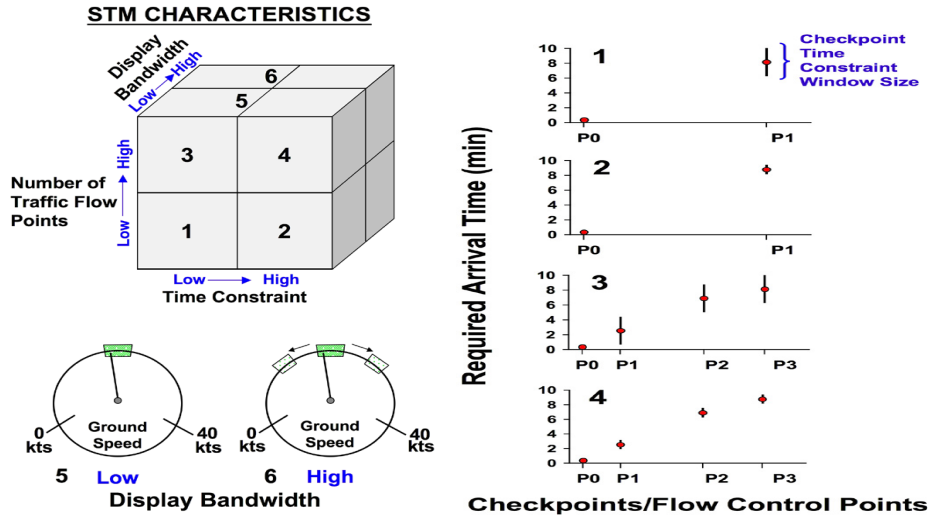 STM CHARACTERISTICS
Display
Bandwidth
Low High
6
5
3 4
1 2
Number of
Traffic Flow
Points
Low High
Low High
Time Constraint
Ground
Speed
0
kts
40
kts
5 Low
Ground
Speed
0
kts
40
kts
6 High
Display Bandwidth
Required Arrival Time (min)
1
10
8
6
4
2
0
P0 P1
Checkpoint
Time
Constraint
Window Size
2
10
8
6
4
2
0
P0 P1
3
10
8
6
4
2
0
P0 P1 P2 P3
4
10
8
6
4
2
0
P0 P1 P2 P3
Checkpoints/Flow Control Points